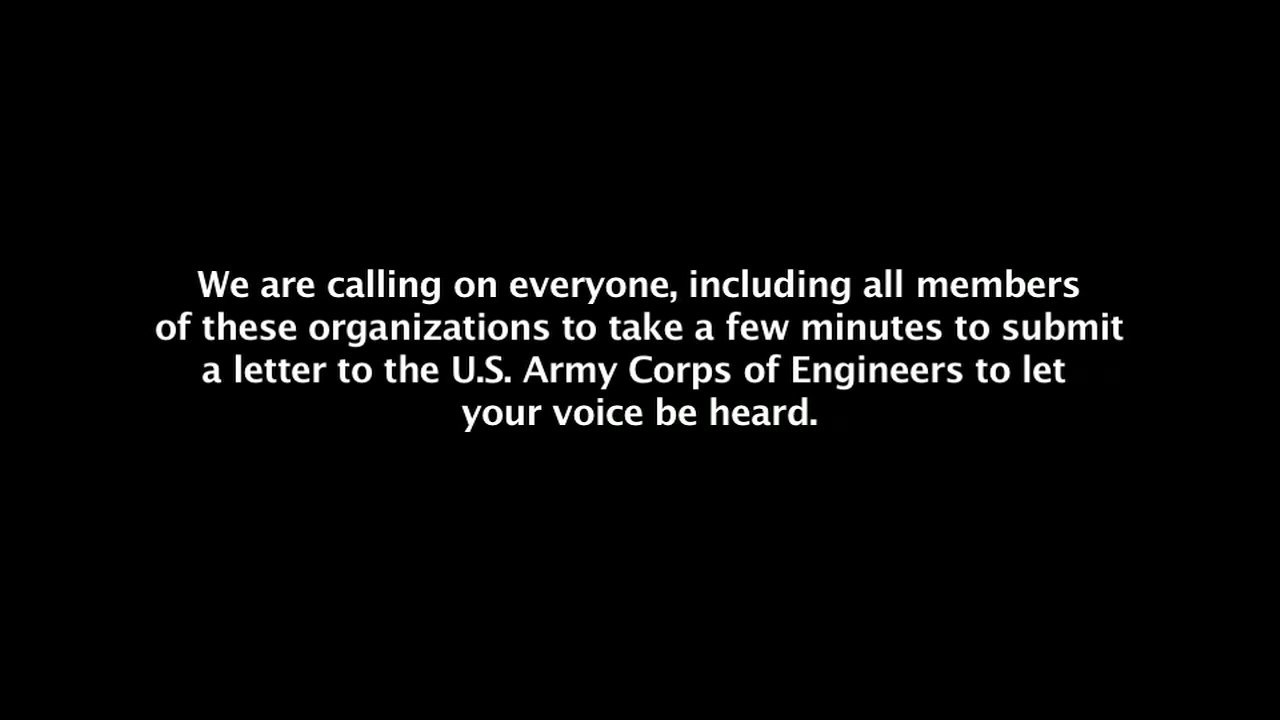 We are calling on everyone, including all members
of these organizations to take a few minutes to submit
a letter to the U.S. Army Corps of Engineers to let
your voice be heard.